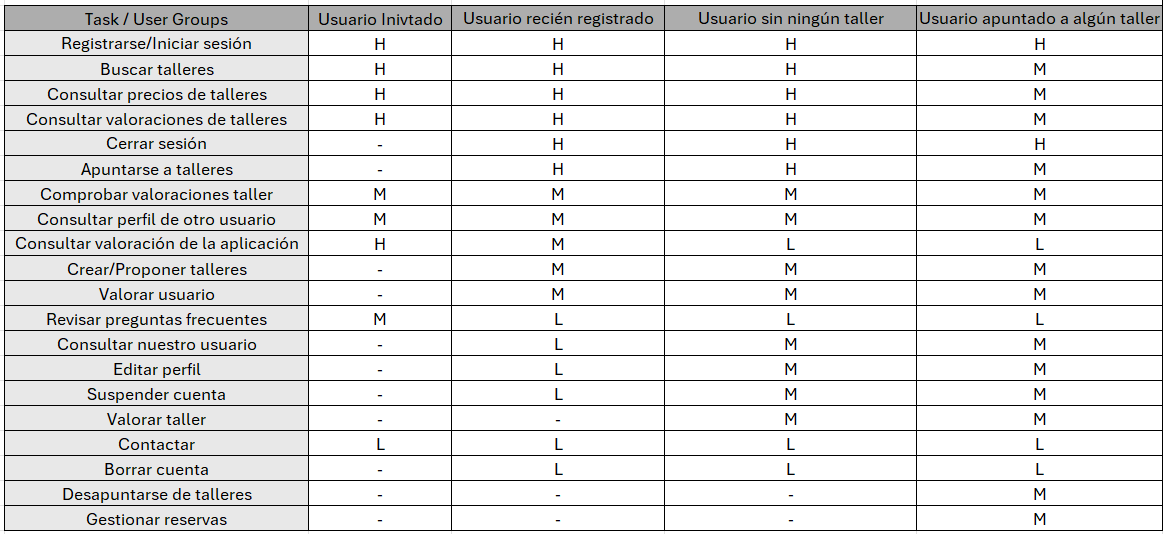 Task / User Groups Usuario Inivtado Usuario recién registrado Usuario sin ningún taller Usuario apuntado a algún taller
Registrarse/Iniciar sesión H H H H
Buscar talleres H H H M
Consultar precios de talleres H H H M
Consultar valoraciones de talleres H H H M
Cerrar sesión - H H H
Apuntarse a talleres - H H M
Comprobar valoraciones taller M M M M
Consultar perfil de otro usuario M M M M
Consultar valoración de la aplicación H M L L
Crear/Proponer talleres - M M M
Valorar usuario - M M M
Revisar preguntas frecuentes M L L L
Consultar nuestro usuario - L M M
Editar perfil - L M M
Suspender cuenta - L M M
Valorar taller - - M M
Contactar L L L L
Borrar cuenta - L L L
Desapuntarse de talleres - - - M
Gestionar reservas - - - M